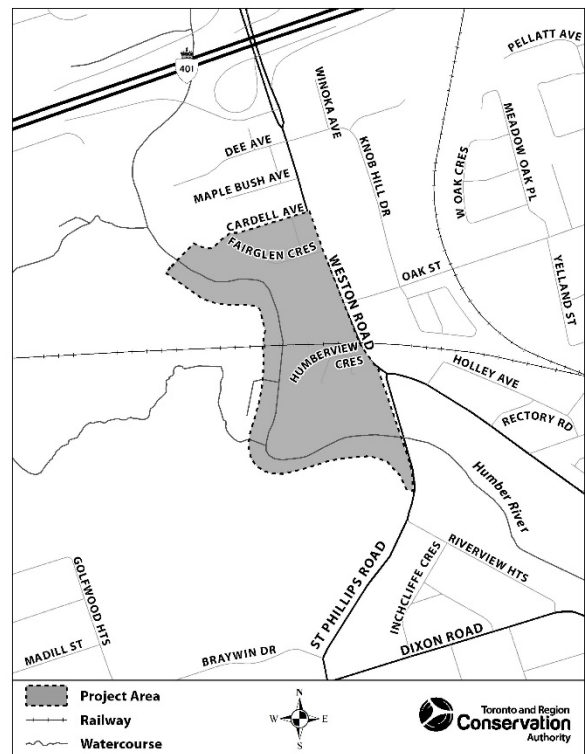 PELLATT AVE
401
WINOKA AVE
MEADOW OAK PL
DEE AVE
KNOB HILL DR
W OAK CRES
MAPLE BUSH AVE
CARDELL AVE
FAIRGLEN CRES
YELLAND ST
WESTON ROAD
OAK ST
HUMBERVIEW
CRES
HOLLEY AVE
RECTORY RD
Humber River
ST PHILLIPS ROAD
RIVERVIEW HTS
INCHCLIFFE CRES
GOLFWOOD HTS
DIXON ROAD
MADILL ST
BRAYWIN DR
Project Area
Railway
Watercourse
N
W
E
S
Toronto and Region
Conservation
Authority